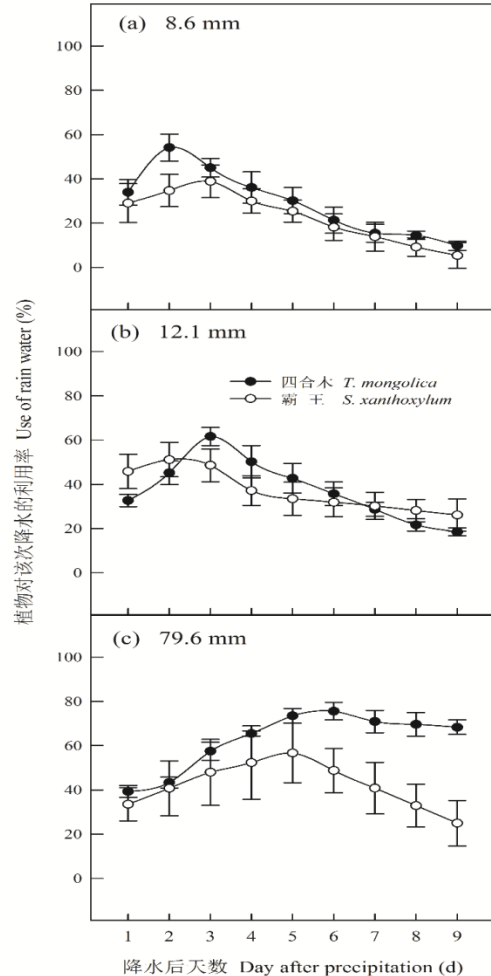 (a) 8.6 mm
100
80
60
40
20
0
(b) 12.1 mm
100
80
60
40
20
0
四合木 T. mongolica
霸 王 S. xanthoxylum
植物对该次降水的利用率 Use of rain water (%)
(c) 79.6 mm
100
80
60
40
20
0
1 2 3 4 5 6 7 8 9
降水后天数 Day after precipitation (d)